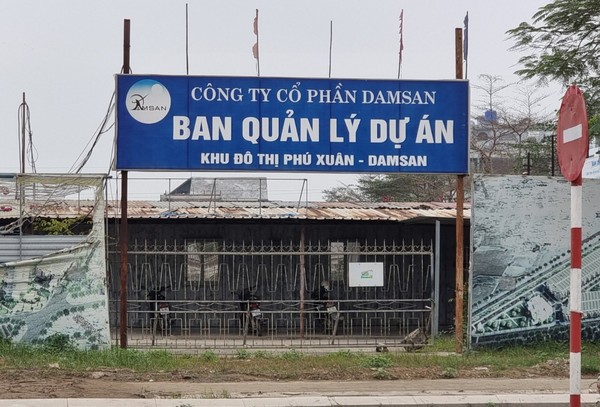 DAMSAN
CÔNG TY CỔ PHẦN DAMSAN
BAN QUẢN LÝ DỰ ÁN
KHU ĐÔ THỊ PHÚ XUÂN - DAMSAN